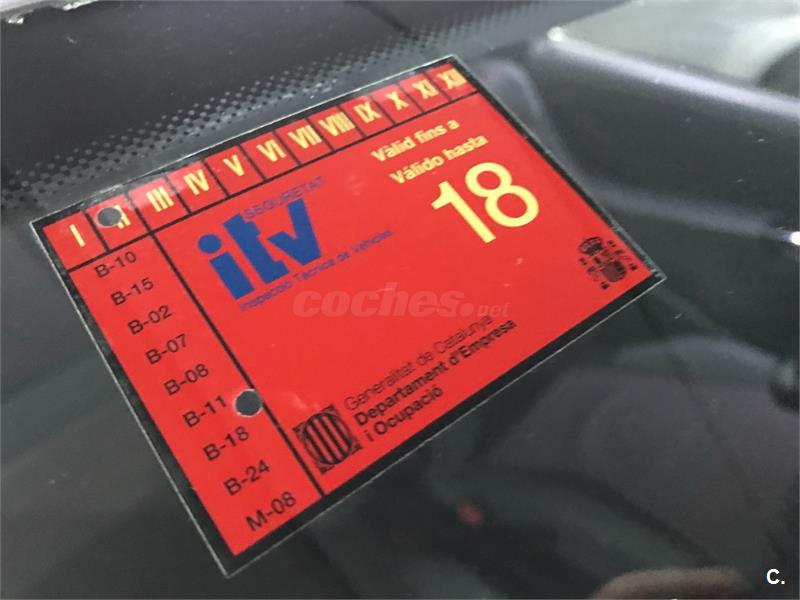 I II III IV V VI VII VIII IX X XI XII
B-10
B-15
B-02
B-07
B-08
B-11
B-18
B-24
M-08
SEGURETAT
itv
Inspecció Tècnica de Vehicles
Vàlid fins a
Válido hasta
18
coches.net
Generalitat de Catalunya
Departament d'Empresa
i Ocupació
C.